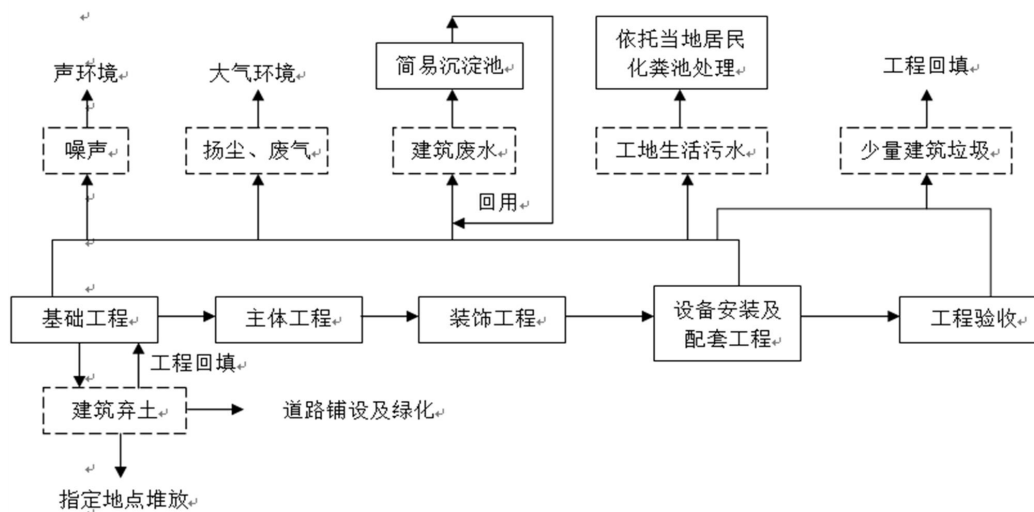 声环境
大气环境
简易沉淀池
依托当地居民
化粪池处理
工程回填
噪声
扬尘、废气
建筑废水
工地生活污水
少量建筑垃圾
回用
基础工程
主体工程
装饰工程
设备安装及
配套工程
工程验收
工程回填
建筑弃土
道路铺设及绿化
指定地点堆放